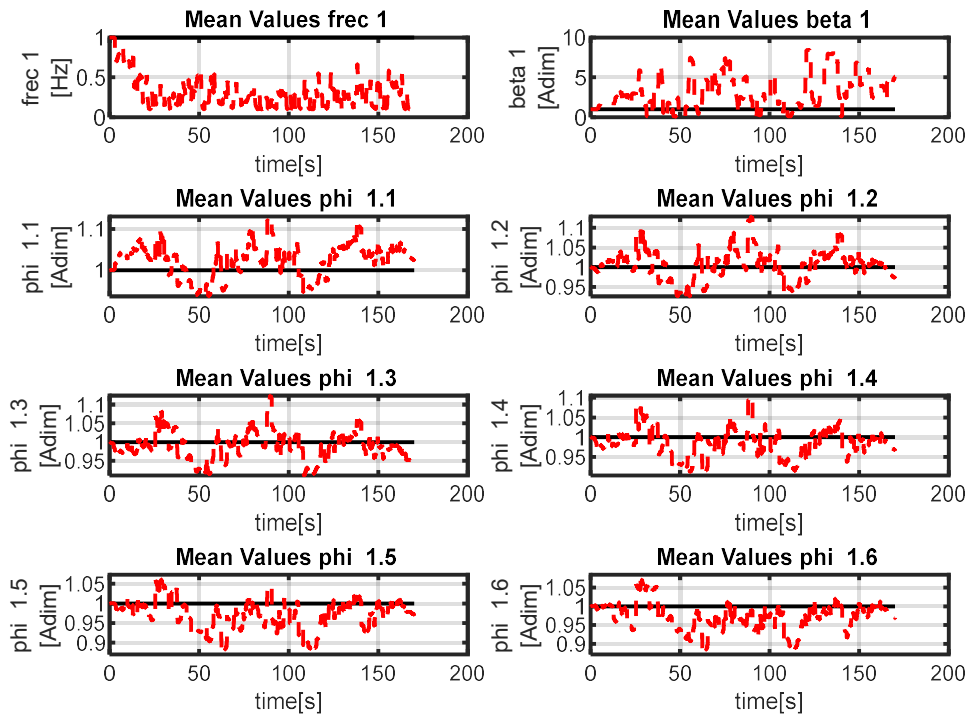 Mean Values frec 1
frec 1
[Hz]
1
0.5
0
0 50 100 150 200
time[s]
Mean Values beta 1
beta 1
[Adim]
10
5
0
0 50 100 150 200
time[s]
Mean Values phi 1.1
phi 1.1
[Adim]
1.1
1
0 50 100 150 200
time[s]
Mean Values phi 1.2
phi 1.2
[Adim]
1.1
1.05
1
0.95
0 50 100 150 200
time[s]
Mean Values phi 1.3
phi 1.3
[Adim]
1.1
1.05
1
0.95
0 50 100 150 200
time[s]
Mean Values phi 1.4
phi 1.4
[Adim]
1.1
1.05
1
0.95
0 50 100 150 200
time[s]
Mean Values phi 1.5
phi 1.5
[Adim]
1.05
1
0.95
0.9
0 50 100 150 200
time[s]
Mean Values phi 1.6
phi 1.6
[Adim]
1.05
1
0.95
0.9
0 50 100 150 200
time[s]